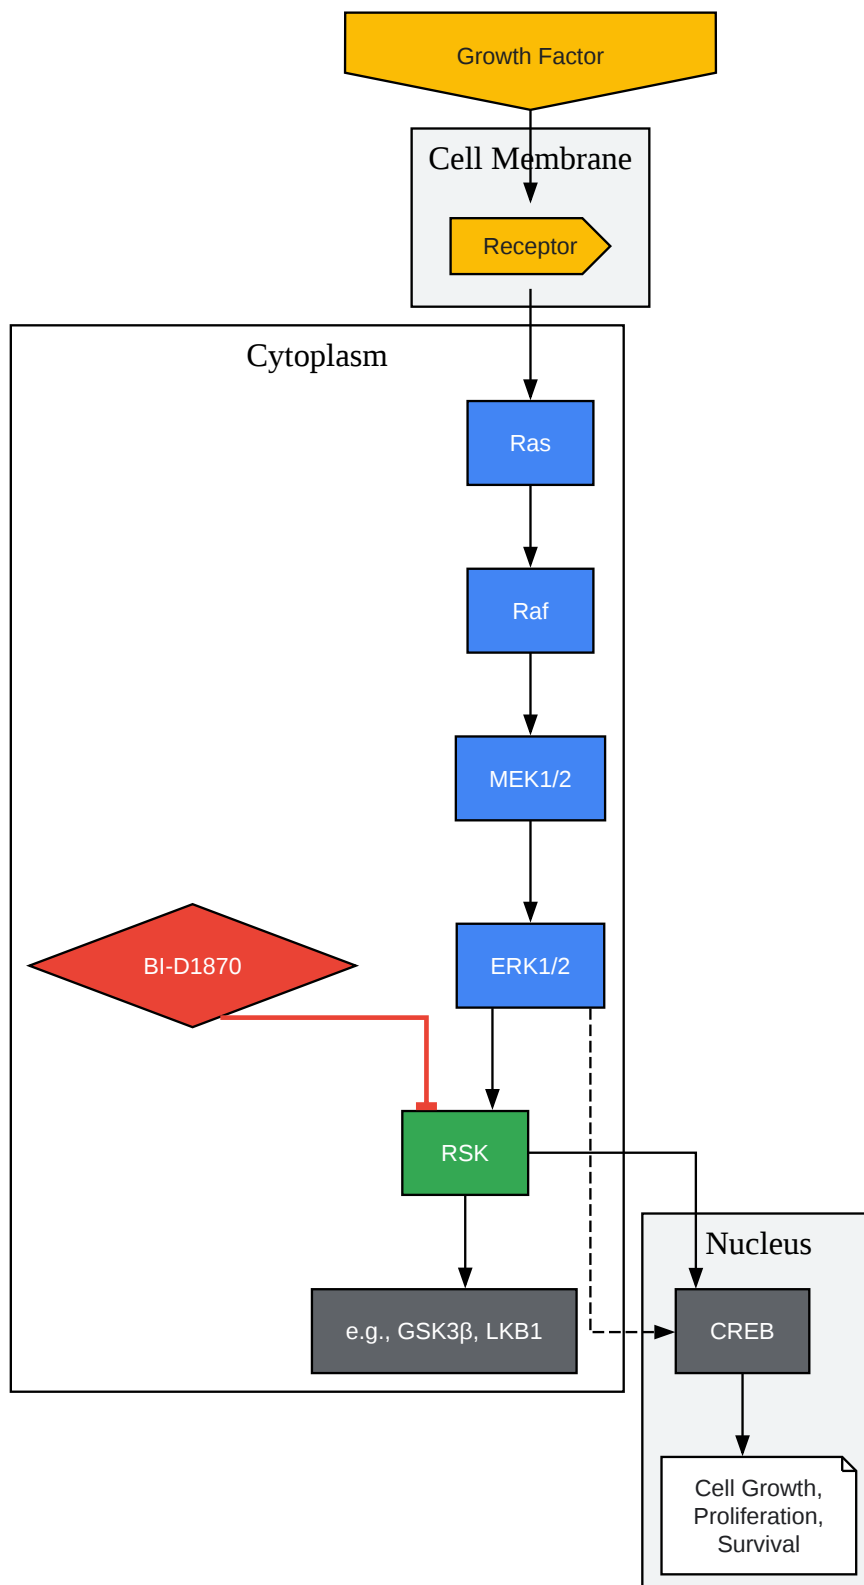 Growth Factor
Cell Membrane
Receptor
Cytoplasm
Ras
Raf
MEK1/2
BI-D1870
ERK1/2
RSK
Nucleus
e.g., GSK3β, LKB1
CREB
Cell Growth,
Proliferation,
Survival